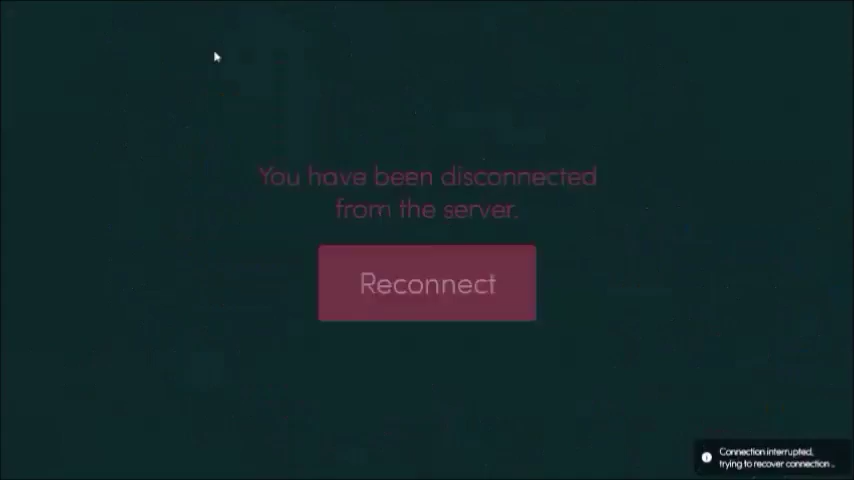 You have been disconnected
from the server.
Reconnect
Connection interrupted,
trying to recover connection ...